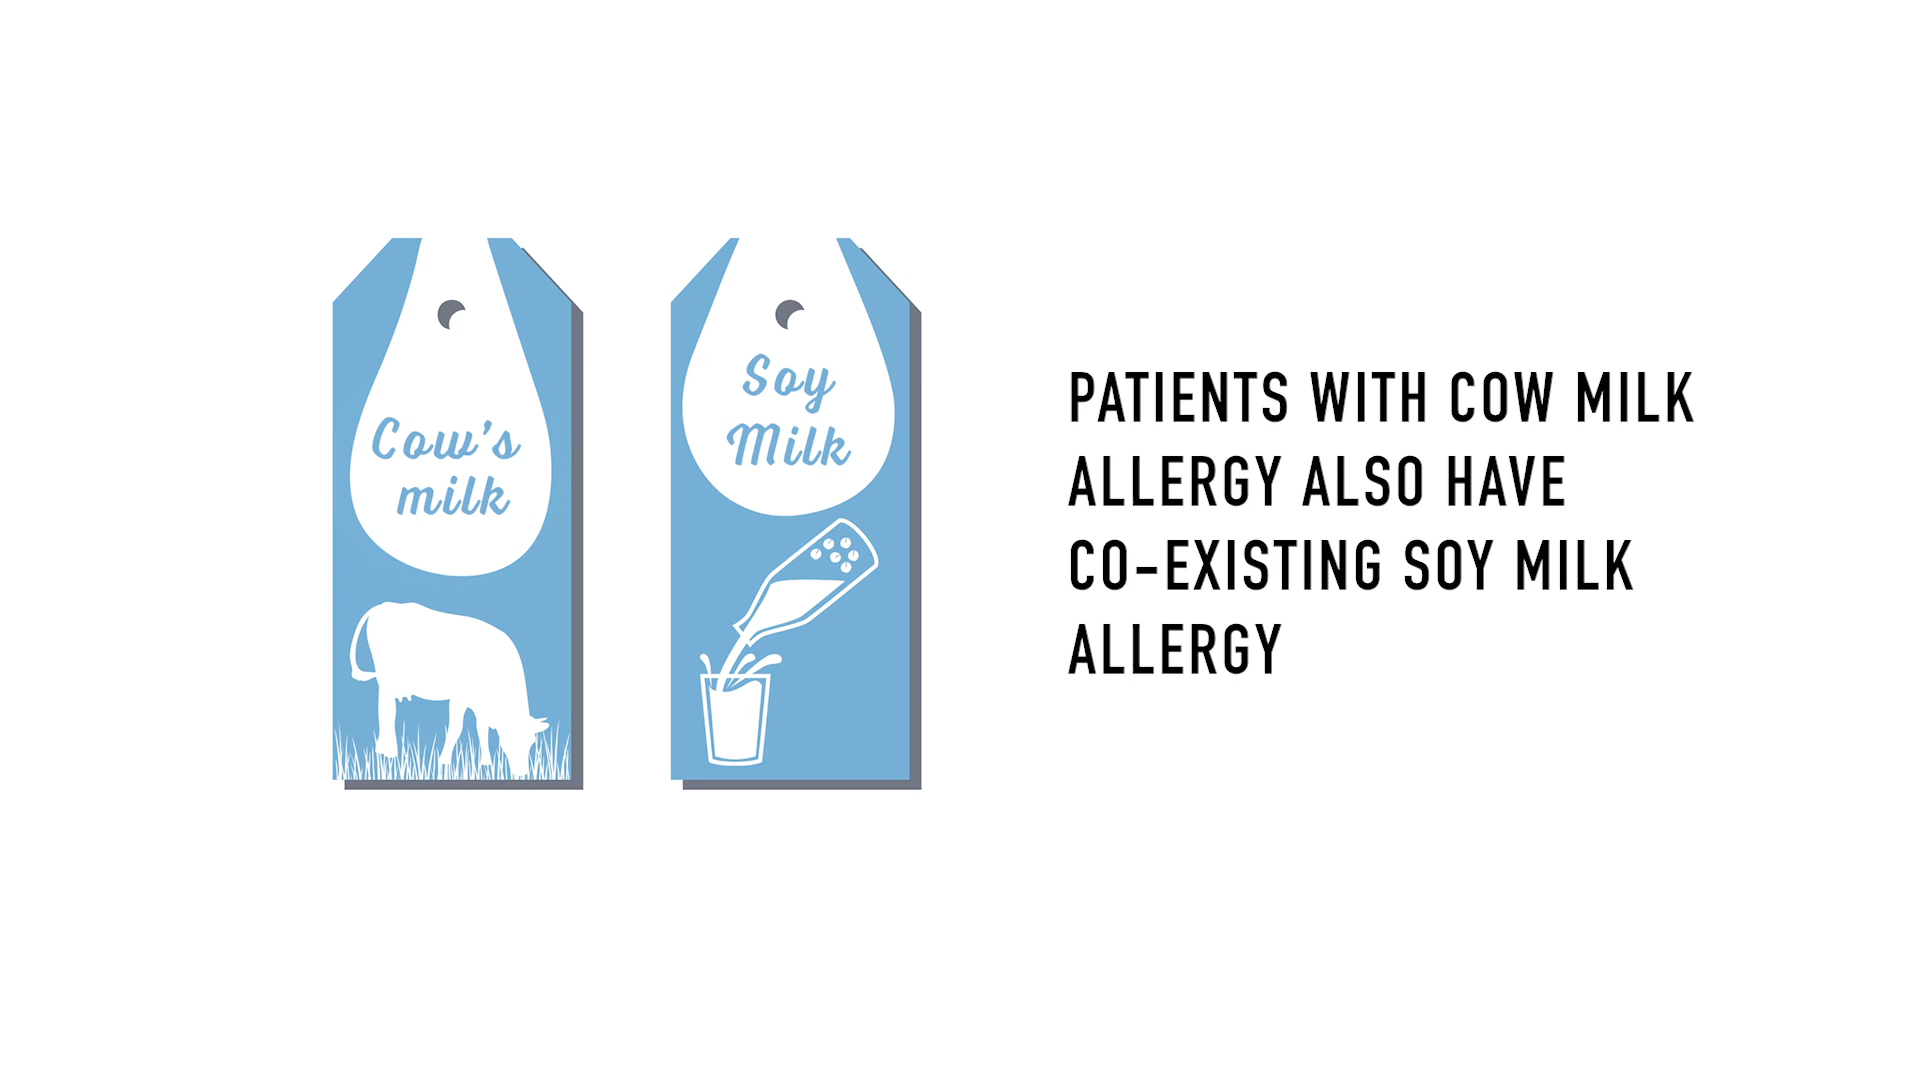 Cow's
milk
Soy
Milk
PATIENTS WITH COW MILK
ALLERGY ALSO HAVE
CO-EXISTING SOY MILK
ALLERGY